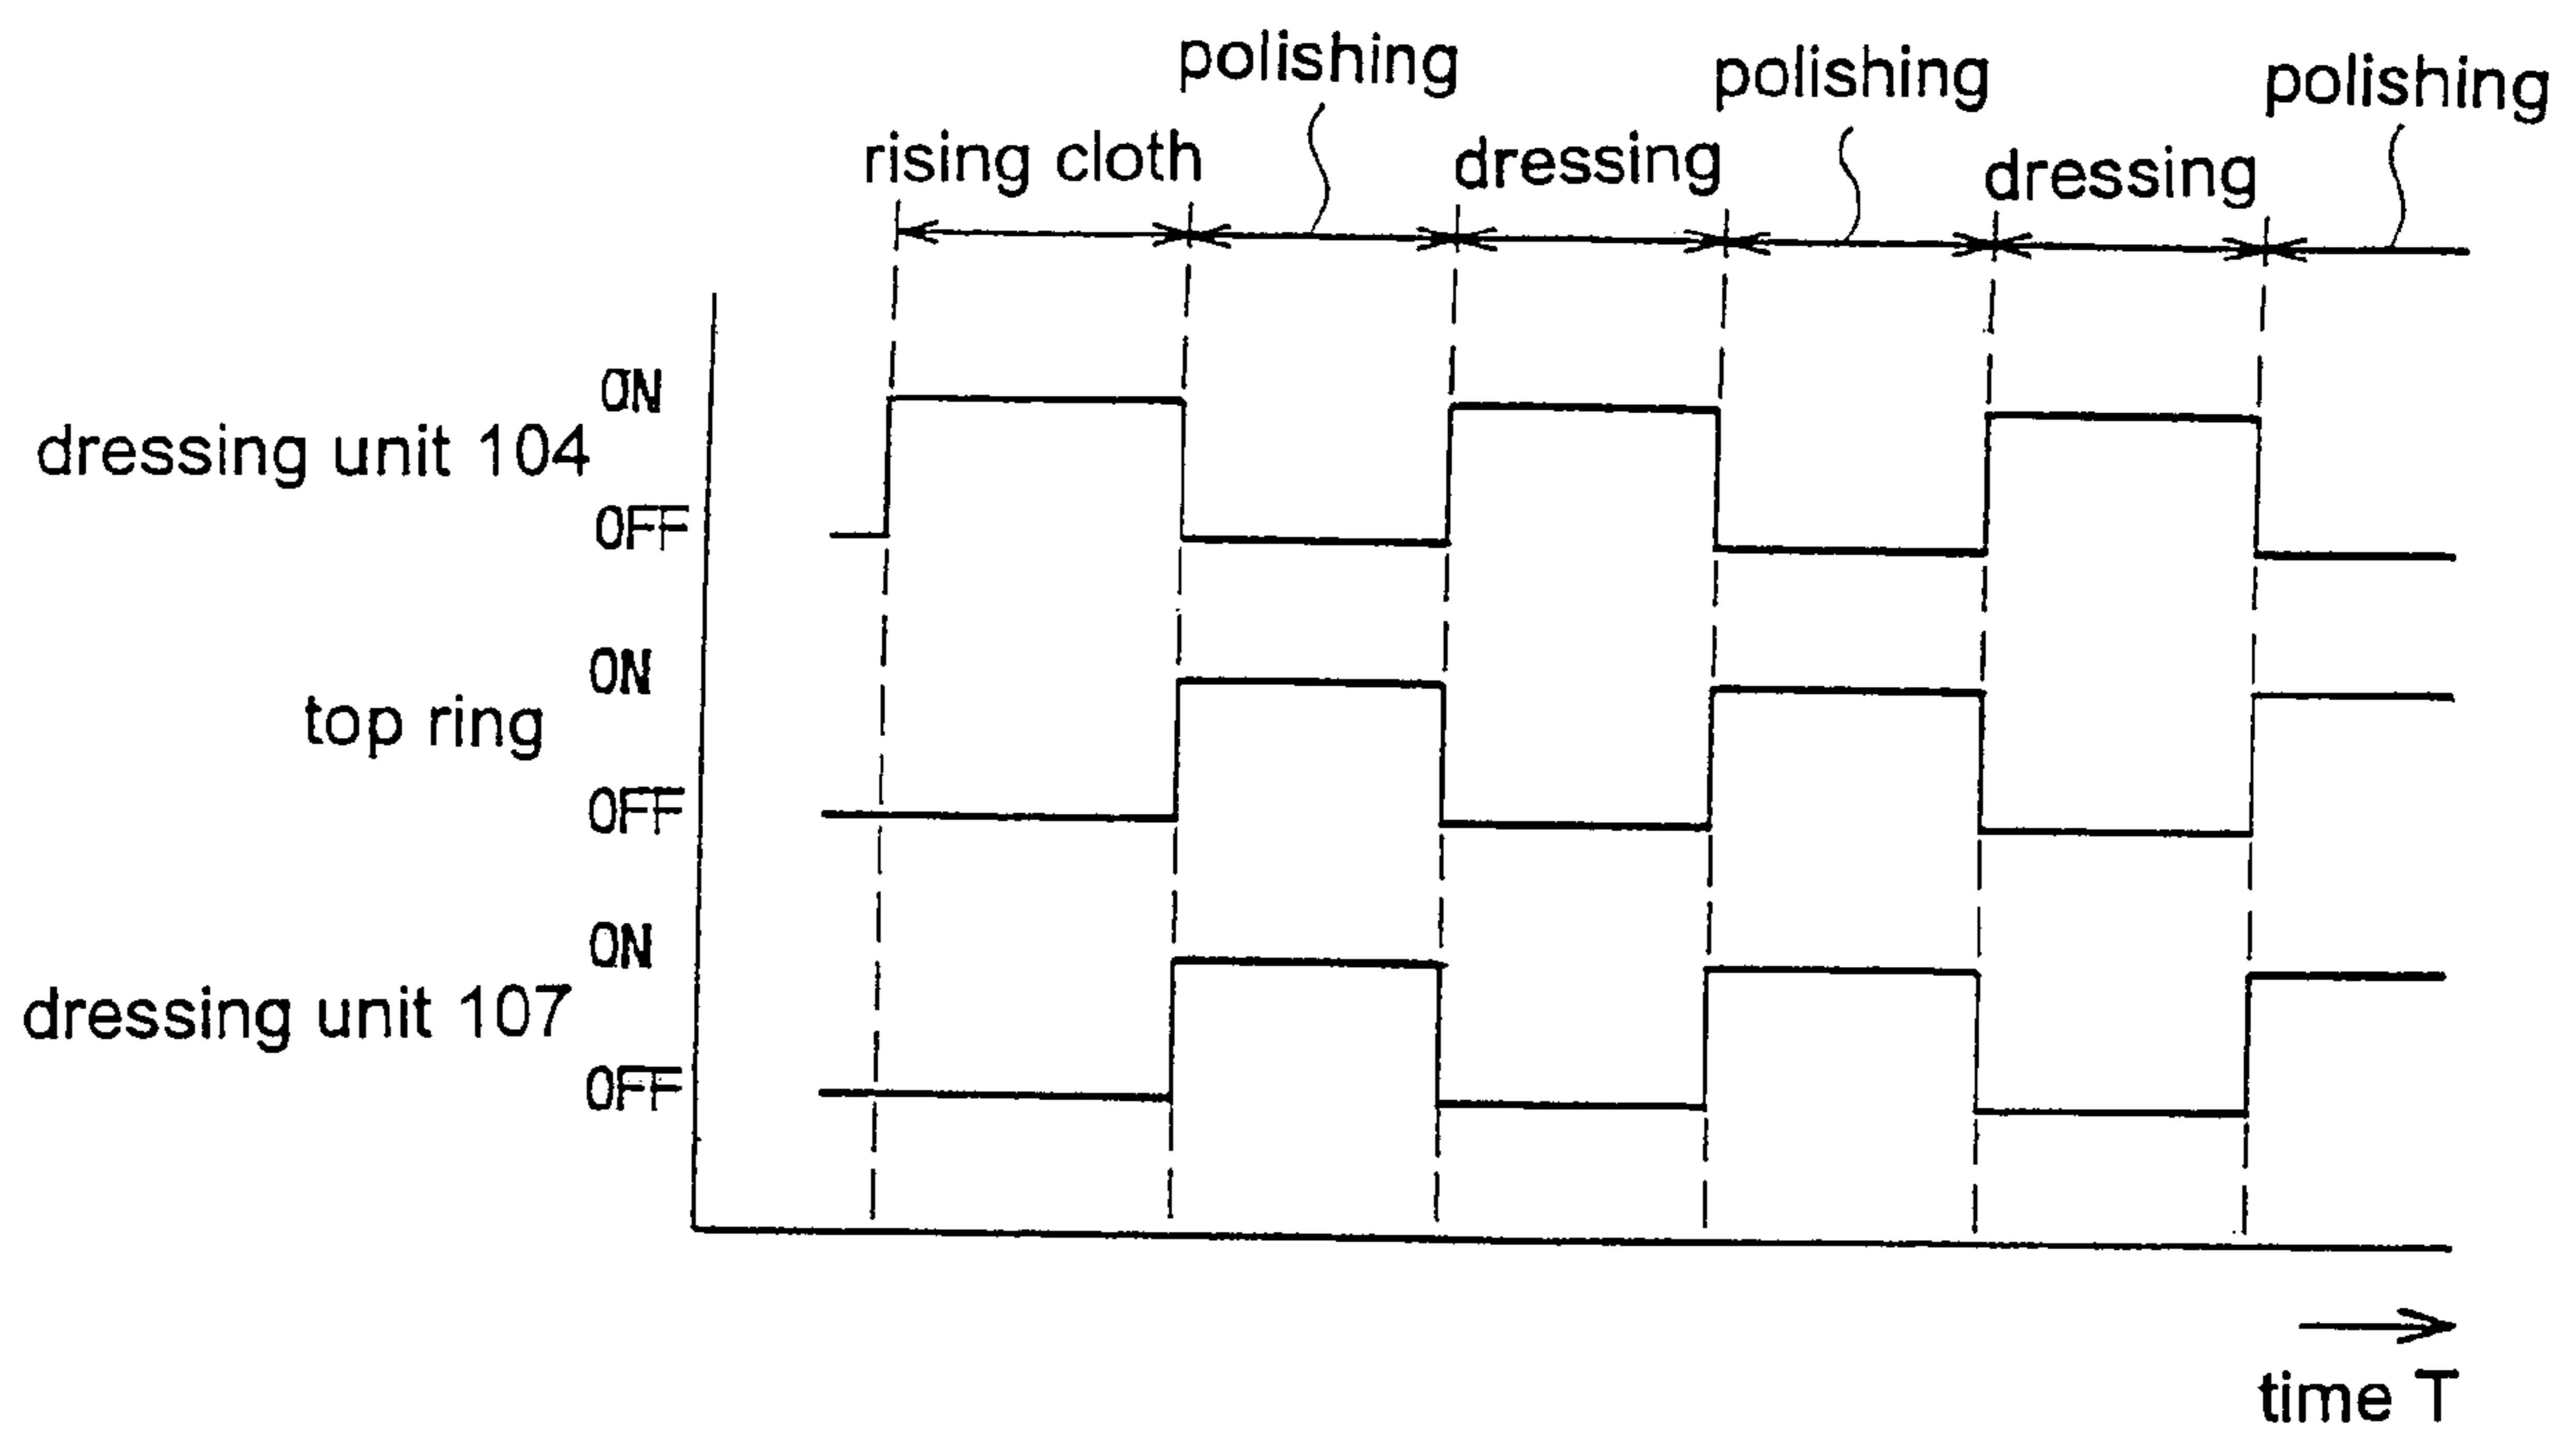 polishing
polishing
polishing
rising cloth
dressing
dressing
ON
dressing unit 104
OFF
ON
top ring
OFF
ON
dressing unit 107
OFF
time T